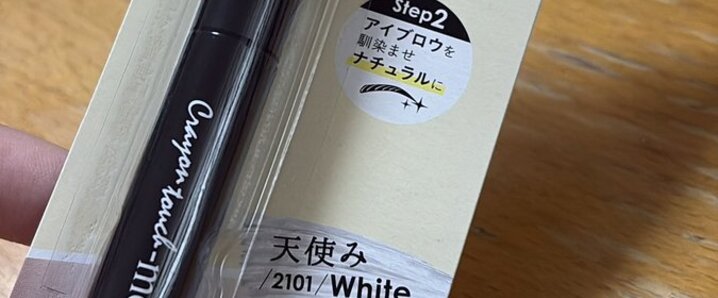 Step2
アイブロウを
馴染ませ
ナチュラルに
Crayon touch-me
天使み
/2101/White